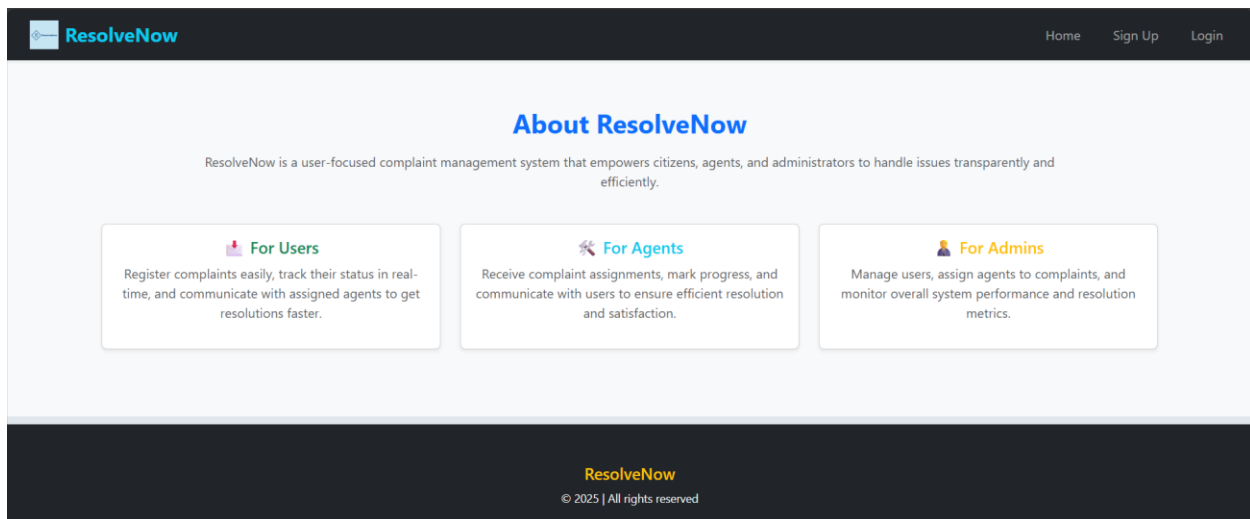 ResolveNow
Home Sign Up Login
About ResolveNow
ResolveNow is a user-focused complaint management system that empowers citizens, agents, and administrators to handle issues transparently and
efficiently.
For Users
Register complaints easily, track their status in real-
time, and communicate with assigned agents to get
resolutions faster.
For Agents
Receive complaint assignments, mark progress, and
communicate with users to ensure efficient resolution
and satisfaction.
For Admins
Manage users, assign agents to complaints, and
monitor overall system performance and resolution
metrics.
ResolveNow
© 2025 | All rights reserved